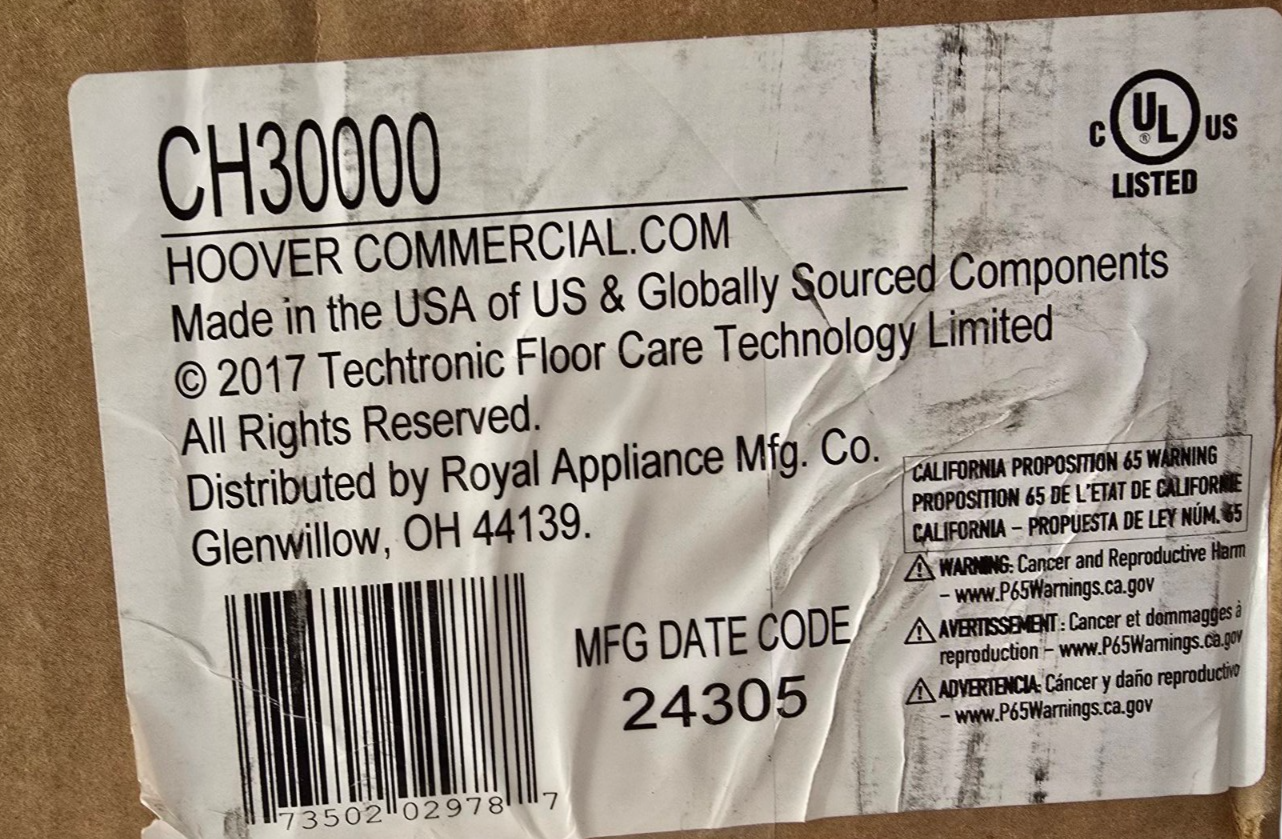 CH30000
C UL ® US
LISTED
HOOVER COMMERCIAL.COM
Made in the USA of US & Globally Sourced Components
© 2017 Techtronic Floor Care Technology Limited
All Rights Reserved.
Distributed by Royal Appliance Mfg. Co.
Glenwillow, OH 44139.
CALIFORNIA PROPOSITION 65 WARNING
PROPOSITION 65 DE L'ETAT DE CALIFORNIE
CALIFORNIA – PROPUESTA DE LEY NÚM. 65
⚠ WARNING: Cancer and Reproductive Harm
– www.P65Warnings.ca.gov
⚠ AVERTISSEMENT : Cancer et dommagges à
reproduction – www.P65Warnings.ca.gov
⚠ ADVERTENCIA: Cáncer y daño reproductivo
– www.P65Warnings.ca.gov
MFG DATE CODE
24305
73502 02978 7